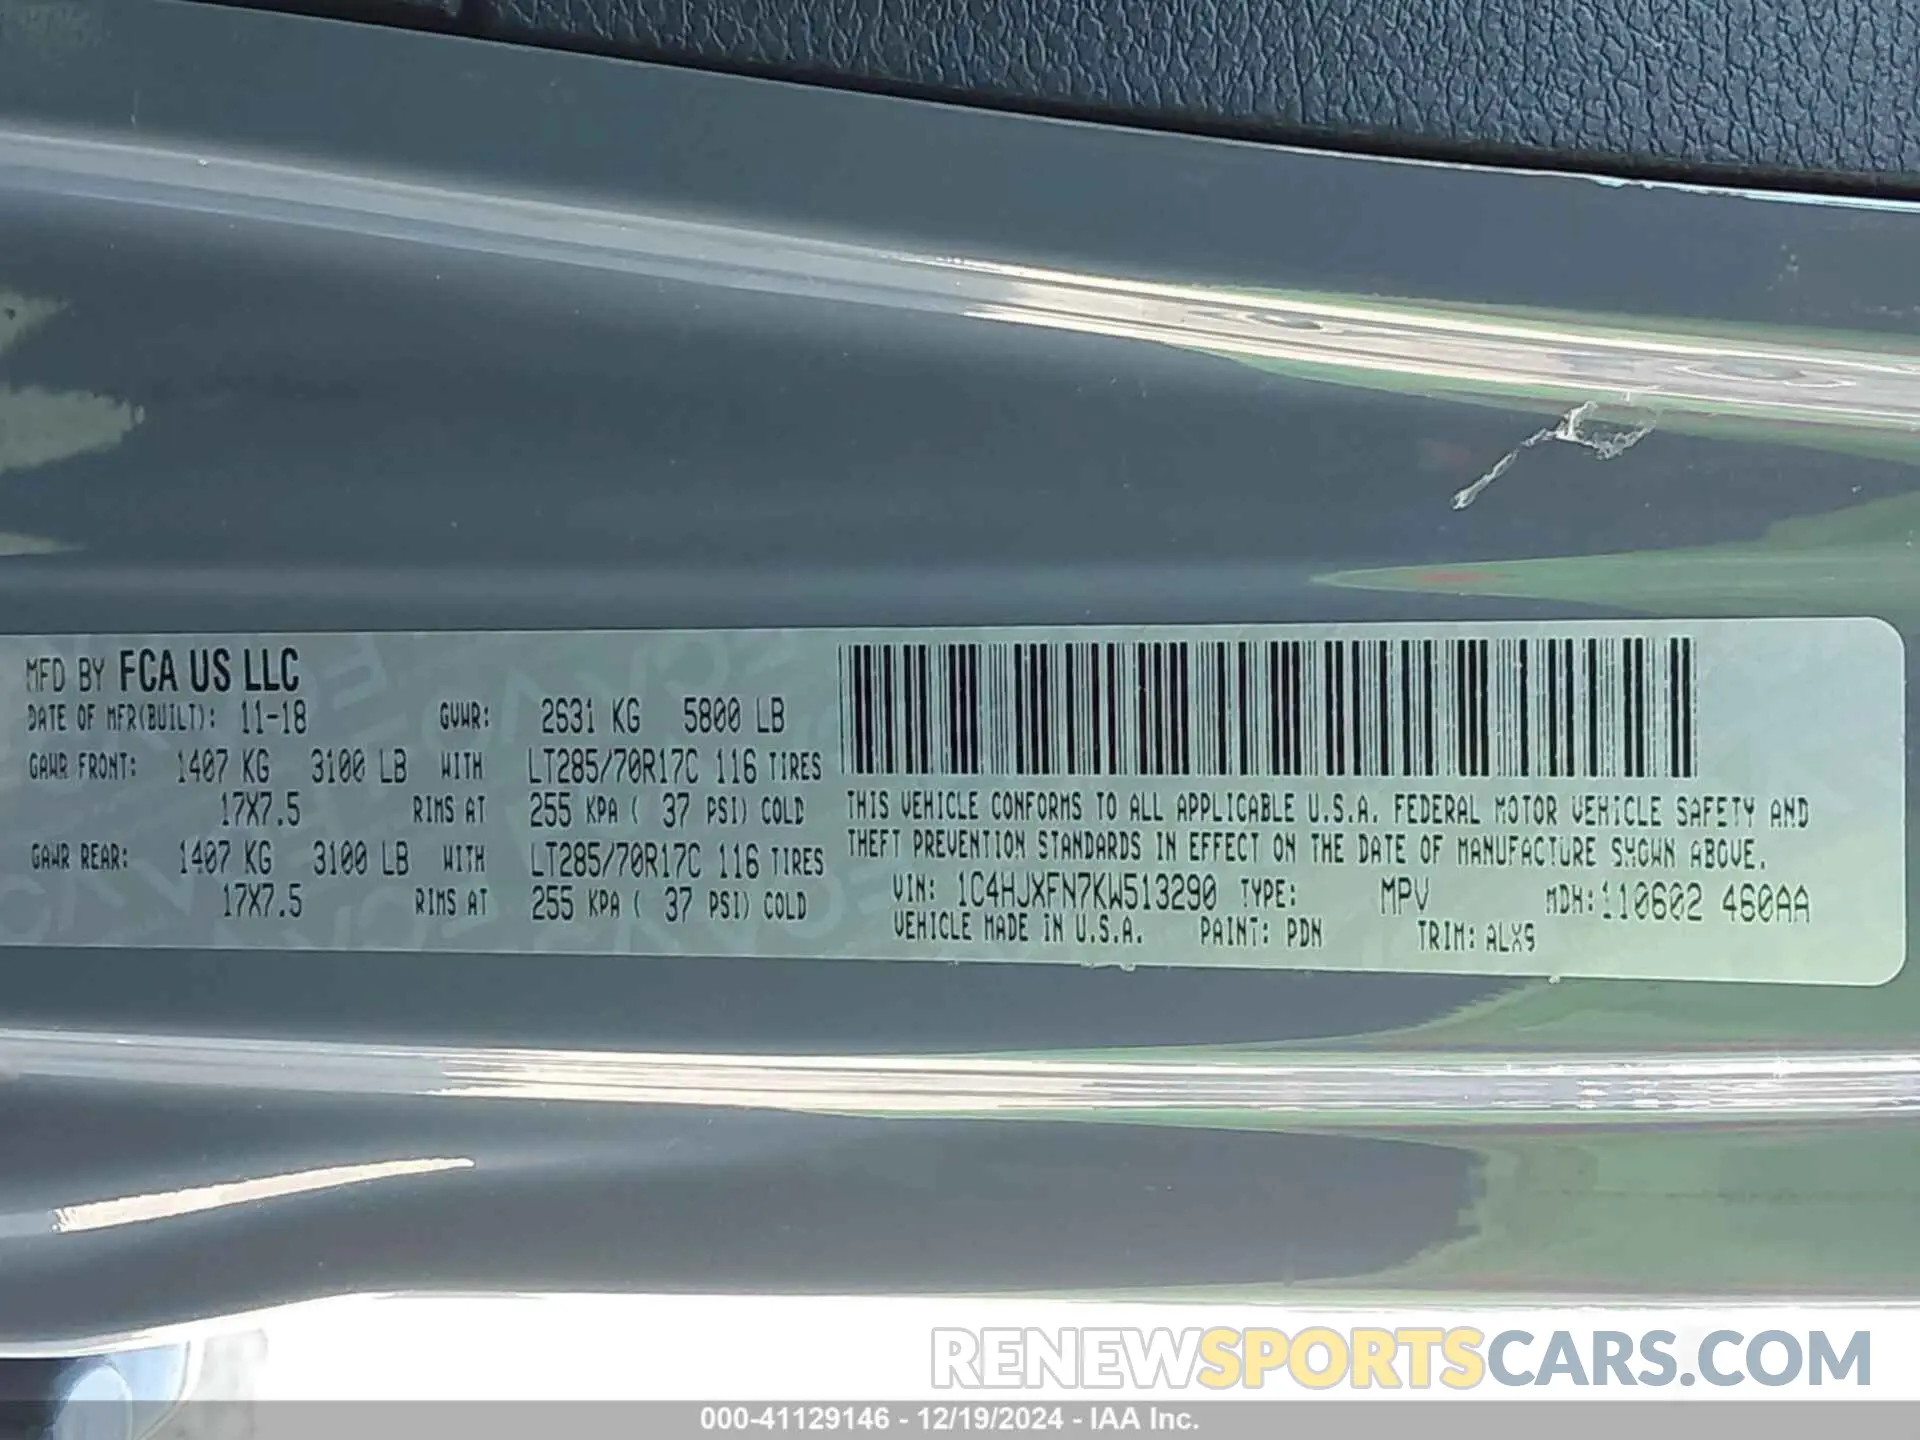 MFD BY FCA US LLC
DATE OF MFR(BUILT): 11-18 GVWR: 2631 KG 5800 LB
GAWR FRONT: 1407 KG 3100 LB WITH LT285/70R17C 116 TIRES
17X7.5 RIMS AT 255 KPA ( 37 PSI) COLD
GAWR REAR: 1407 KG 3100 LB WITH LT285/70R17C 116 TIRES
17X7.5 RIMS AT 255 KPA ( 37 PSI) COLD
THIS VEHICLE CONFORMS TO ALL APPLICABLE U.S.A. FEDERAL MOTOR VEHICLE SAFETY AND
THEFT PREVENTION STANDARDS IN EFFECT ON THE DATE OF MANUFACTURE SHOWN ABOVE.
VIN: 1C4HJXFN7KW513290 TYPE: MPV MDH: 110602 460AA
VEHICLE MADE IN U.S.A. PAINT: PDN TRIM: ALX9
RENEWSPORTSCARS.COM
000-41129146 - 12/19/2024 - IAA Inc.